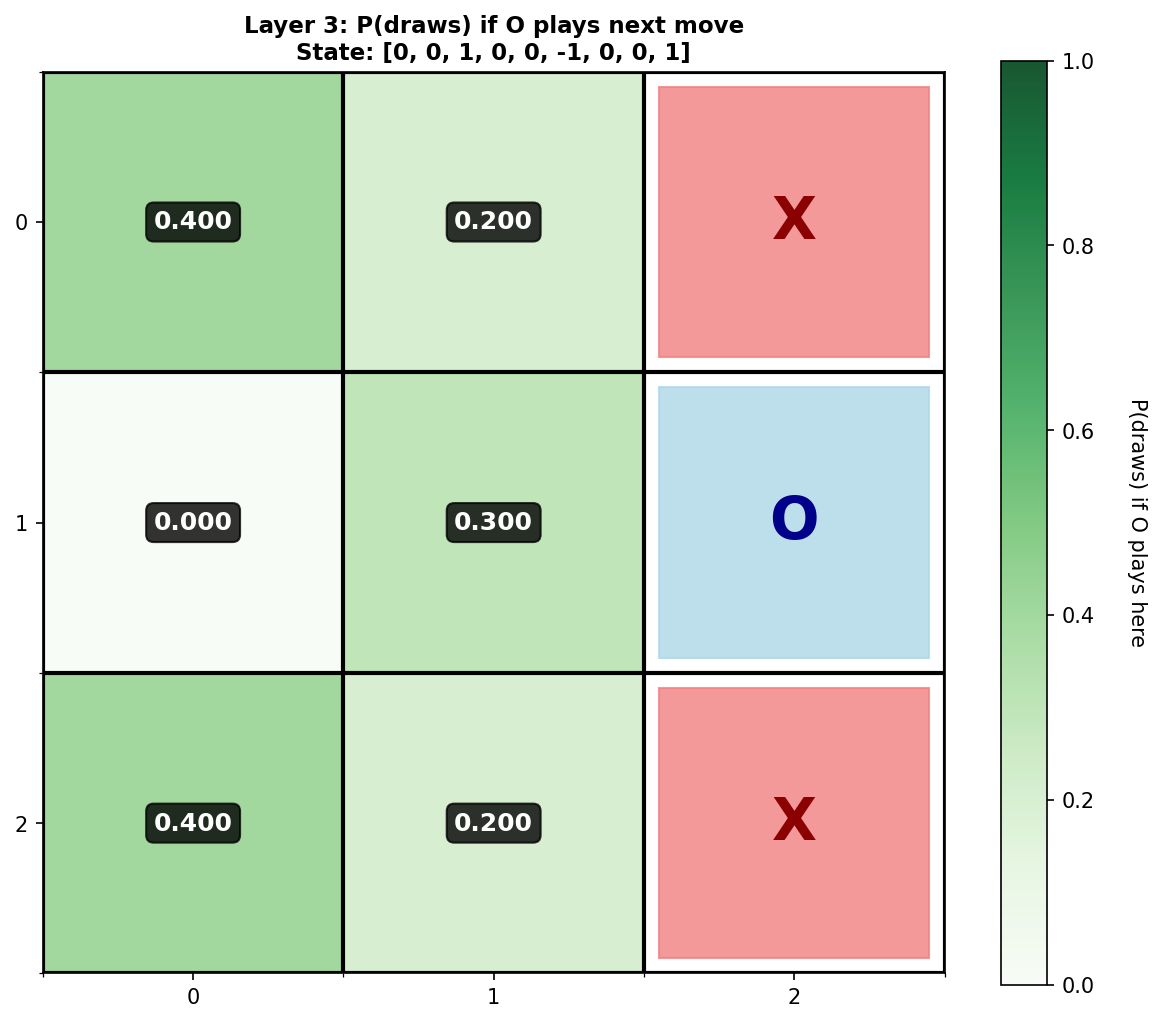 Layer 3: P(draws) if O plays next move
State: [0, 0, 1, 0, 0, -1, 0, 0, 1]
0.400 0.200 X
0.000 0.300 O
0.400 0.200 X
0
1
2
0 1 2
1.0
0.8
0.6
0.4
0.2
0.0
P(draws) if O plays here